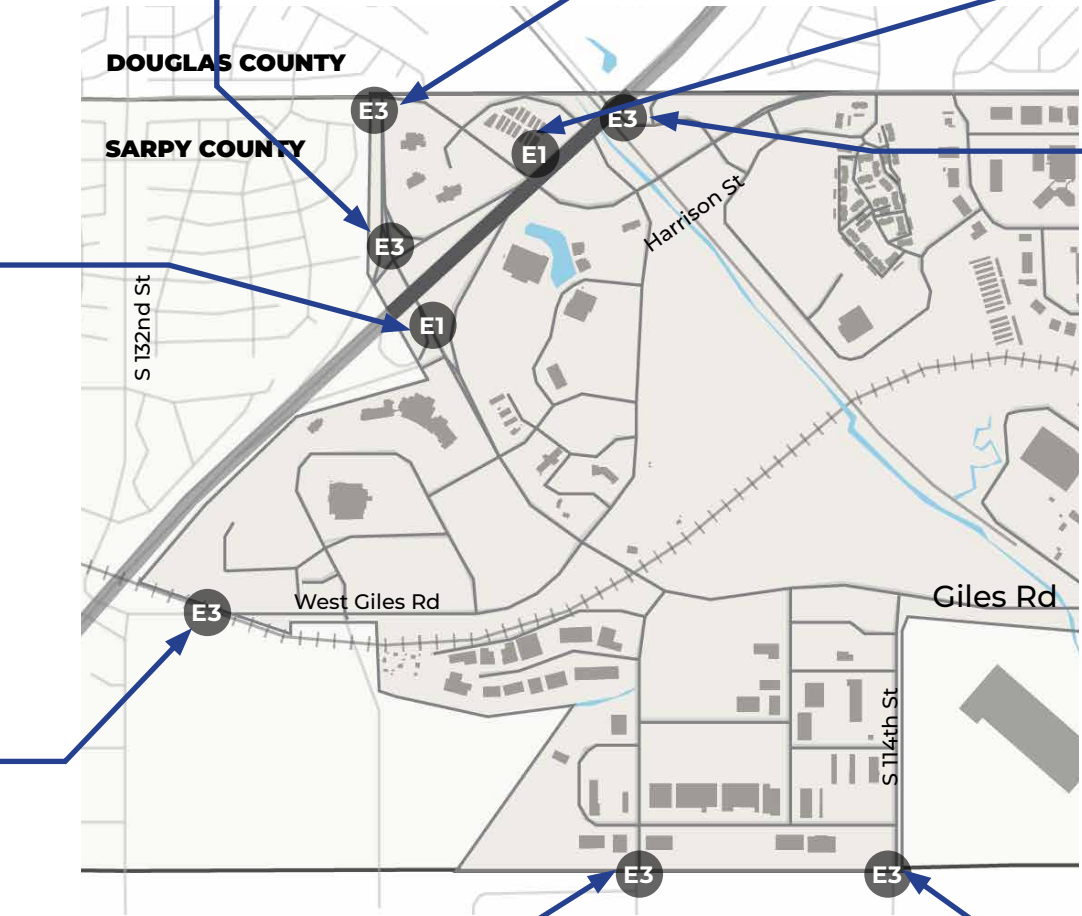 DOUGLAS COUNTY
E3
E3
SARPY COUNTY
E1
Harrison St
E3
S 132nd St
E1
West Giles Rd
Giles Rd
E3
S 114th St
E3
E3